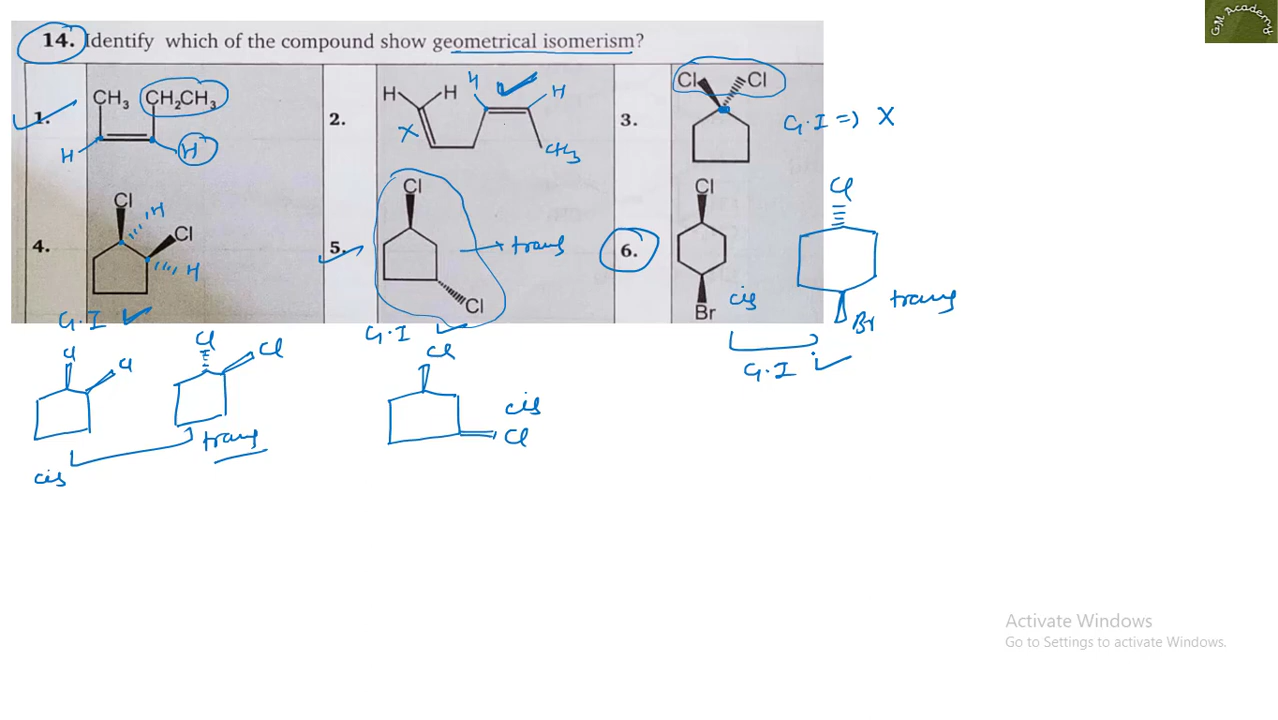 GM Academy
14. Identify which of the compound show geometrical isomerism?
1.
CH₃ CH₂CH₃
H H
2.
H H
H H
X
CH₃
3.
Cl Cl
G.I => X
4.
Cl
H
Cl
H
G.I
5.
Cl
Cl
trans
G.I
6.
Cl
Br
cis
Cl
Br
trans
G.I
Cl
Cl
cis
Cl
Cl
trans
Cl
Cl
cis
Activate Windows
Go to Settings to activate Windows.